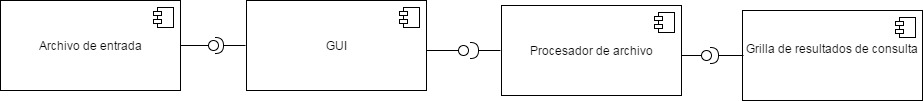 Archivo de entrada
GUI
Procesador de archivo
Grilla de resultados de consulta